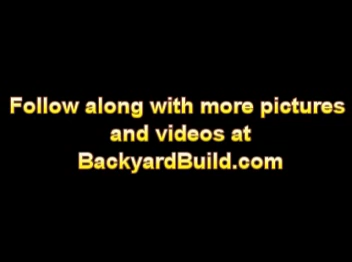 Follow along with more pictures
and videos at
BackyardBuild.com